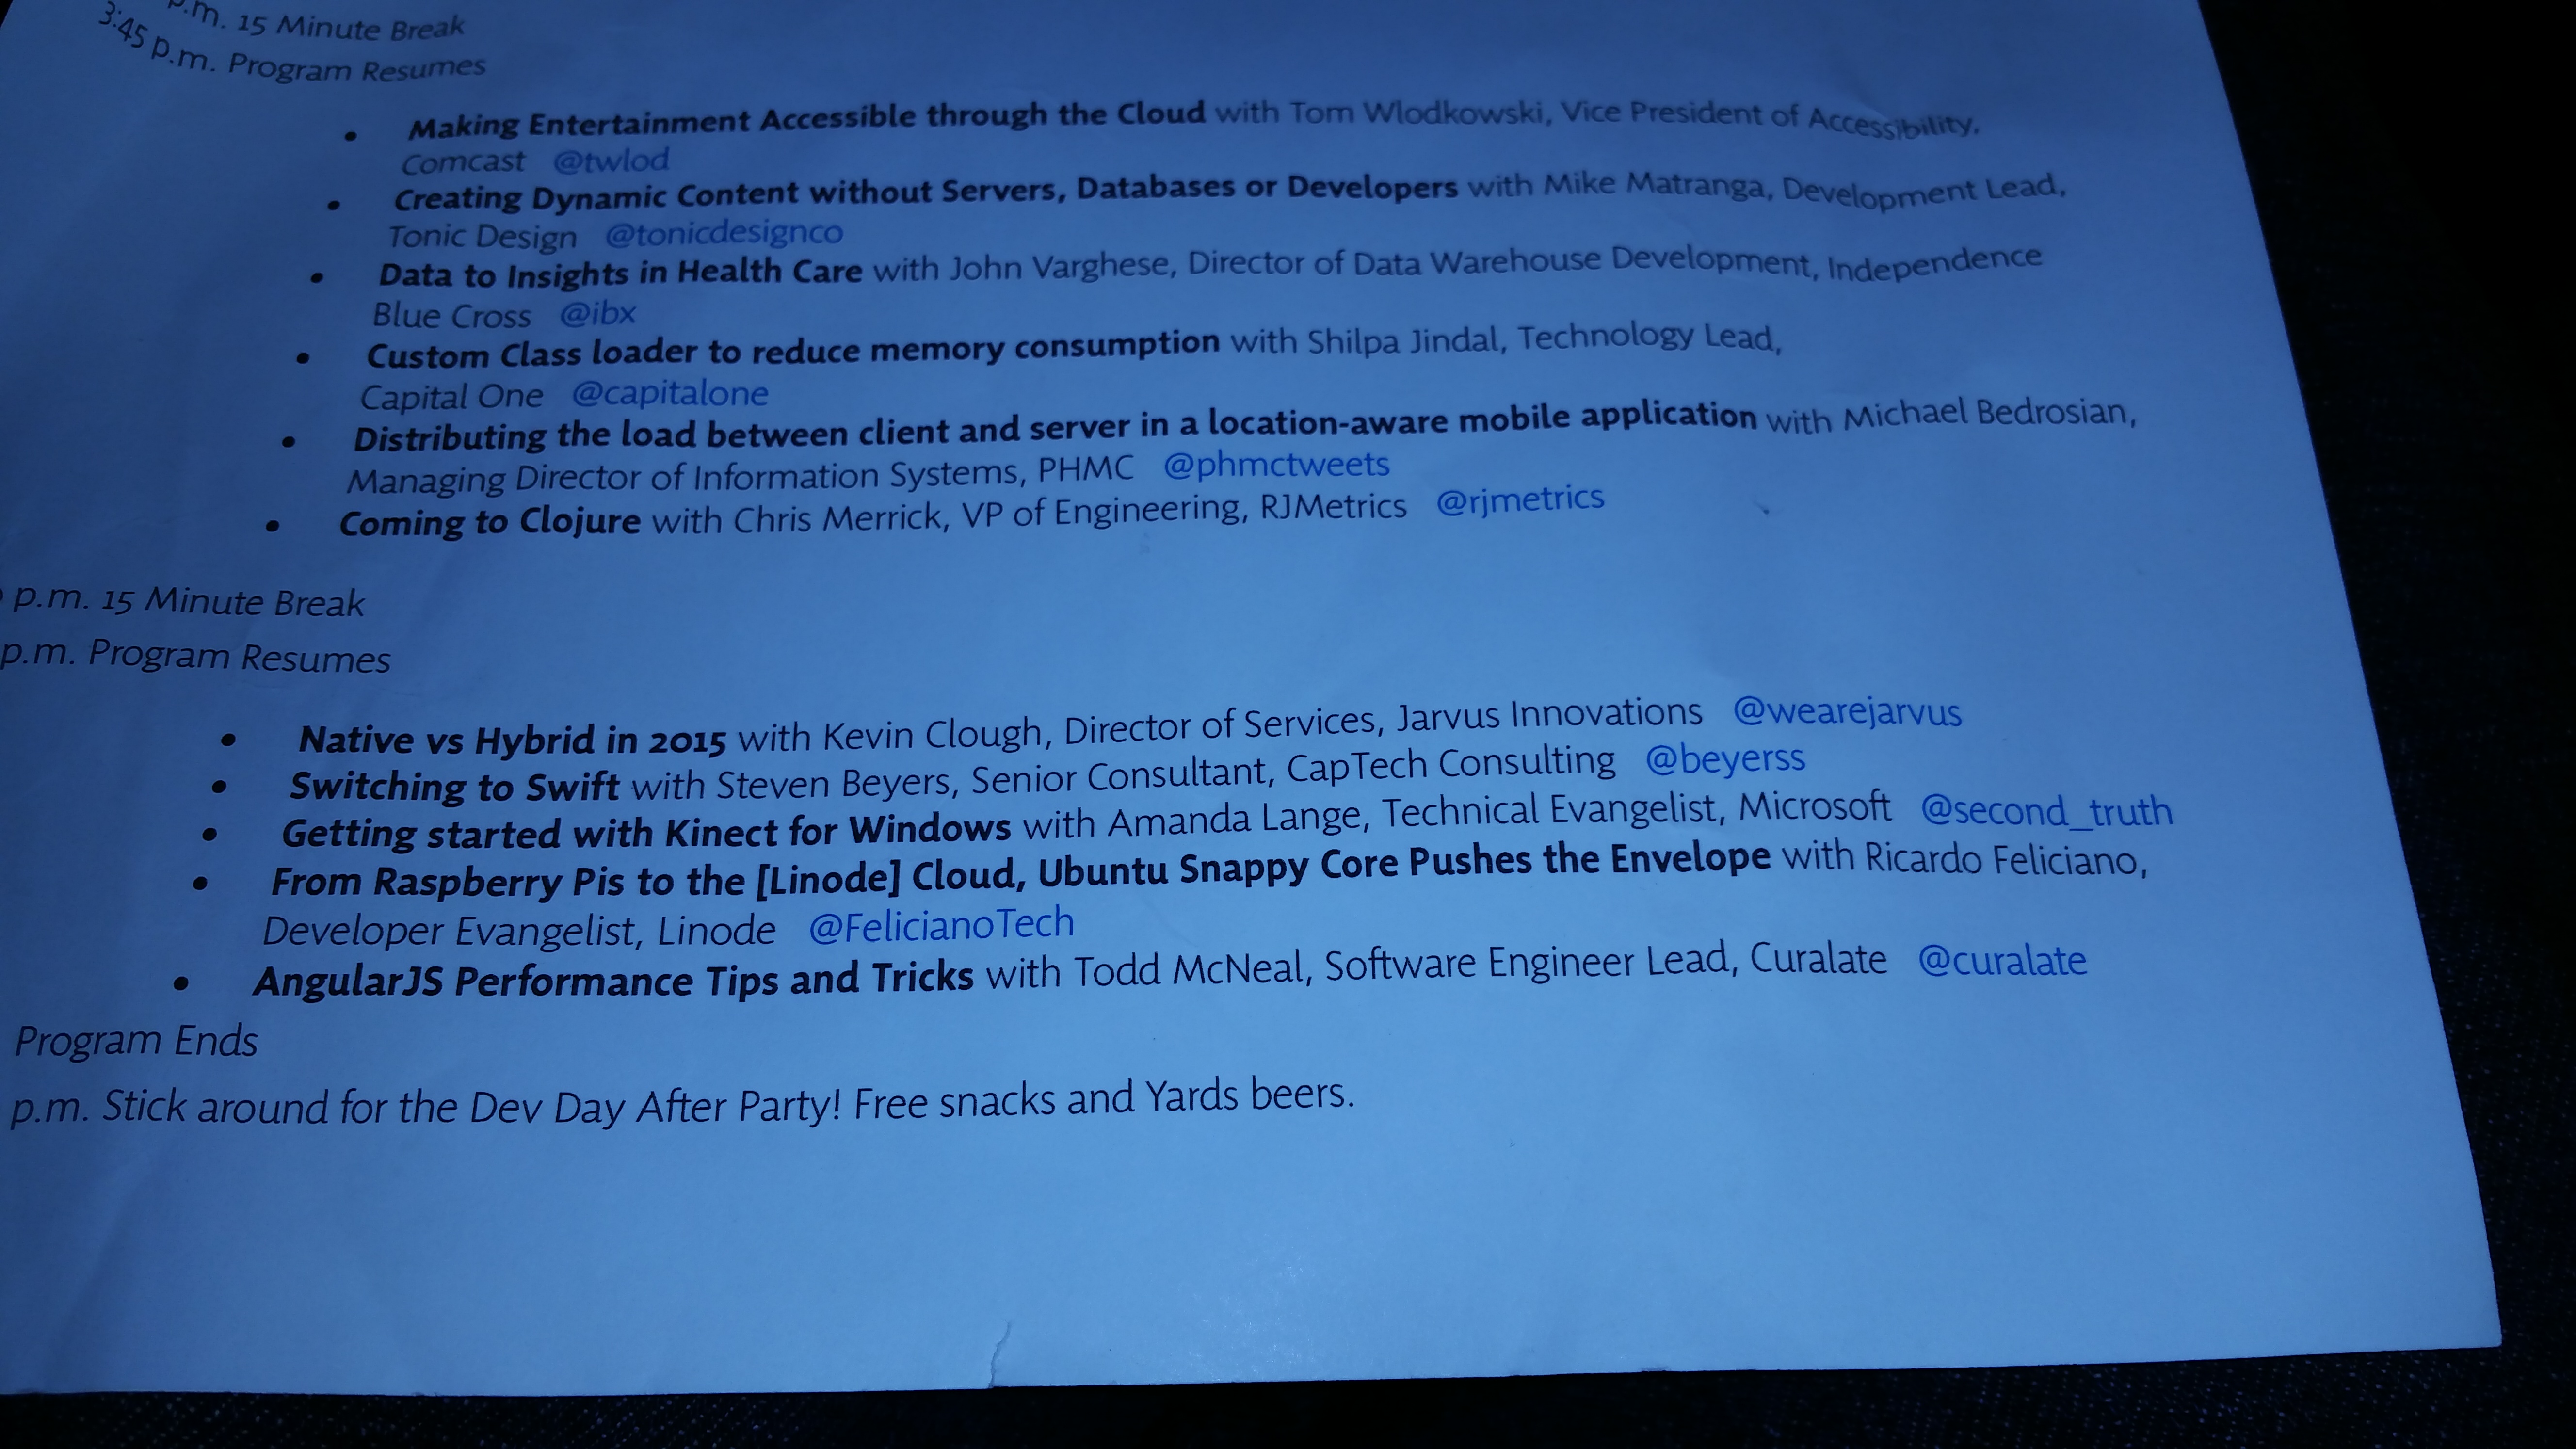 p.m. 15 Minute Break
3:45 p.m. Program Resumes
• Making Entertainment Accessible through the Cloud with Tom Wlodkowski, Vice President of Accessibility,
Comcast @twlod
• Creating Dynamic Content without Servers, Databases or Developers with Mike Matranga, Development Lead,
Tonic Design @tonicdesignco
• Data to Insights in Health Care with John Varghese, Director of Data Warehouse Development, Independence
Blue Cross @ibx
• Custom Class loader to reduce memory consumption with Shilpa Jindal, Technology Lead,
Capital One @capitalone
• Distributing the load between client and server in a location-aware mobile application with Michael Bedrosian,
Managing Director of Information Systems, PHMC @phmctweets
• Coming to Clojure with Chris Merrick, VP of Engineering, RJMetrics @rjmetrics
p.m. 15 Minute Break
p.m. Program Resumes
• Native vs Hybrid in 2015 with Kevin Clough, Director of Services, Jarvus Innovations @wearejarvus
• Switching to Swift with Steven Beyers, Senior Consultant, CapTech Consulting @beyerss
• Getting started with Kinect for Windows with Amanda Lange, Technical Evangelist, Microsoft @second_truth
• From Raspberry Pis to the [Linode] Cloud, Ubuntu Snappy Core Pushes the Envelope with Ricardo Feliciano,
Developer Evangelist, Linode @FelicianoTech
• AngularJS Performance Tips and Tricks with Todd McNeal, Software Engineer Lead, Curalate @curalate
Program Ends
p.m. Stick around for the Dev Day After Party! Free snacks and Yards beers.